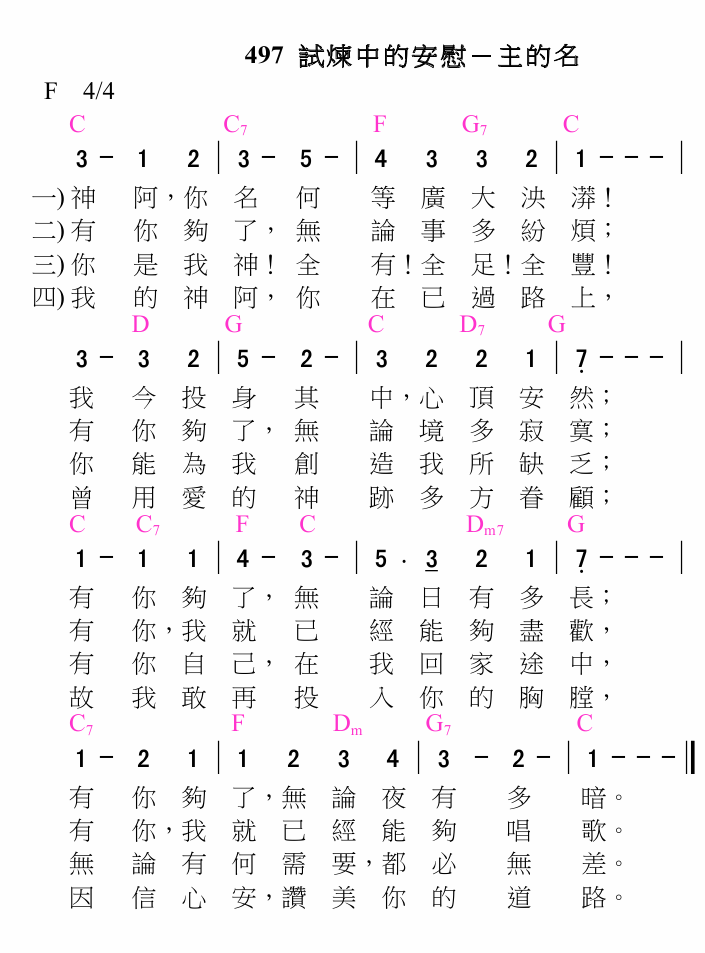 497 試煉中的安慰－主的名
F 4/4
C C7 F G7 C
3 - 1 2 | 3 - 5 - | 4 3 3 2 | 1 - - - |
一) 神 阿，你 名 何 等 廣 大 泱 漭！
二) 有 你 夠 了，無 論 事 多 紛 煩；
三) 你 是 我 神！全 有！全 足！全 豐！
四) 我 的 神 阿，你 在 已 過 路 上，
D G C D7 G
3 - 3 2 | 5 - 2 - | 3 2 2 1 | 7̣ - - - |
我 今 投 身 其 中，心 頂 安 然；
有 你 夠 了，無 論 境 多 寂 寞；
你 能 為 我 創 造 我 所 缺 乏；
曾 用 愛 的 神 跡 多 方 眷 顧；
C C7 F C Dm7 G
1 - 1 1 | 4 - 3 - | 5 . 3 2 1 | 7̣ - - - |
有 你 夠 了，無 論 日 有 多 長；
有 你，我 就 已 經 能 夠 盡 歡，
有 你 自 己，在 我 回 家 途 中，
故 我 敢 再 投 入 你 的 胸 膛，
C7 F Dm G7 C
1 - 2 1 | 1 2 3 4 | 3 - 2 - | 1 - - - ‖
有 你 夠 了，無 論 夜 有 多 暗。
有 你，我 就 已 經 能 夠 唱 歌。
無 論 有 何 需 要，都 必 無 差。
因 信 心 安，讚 美 你 的 道 路。